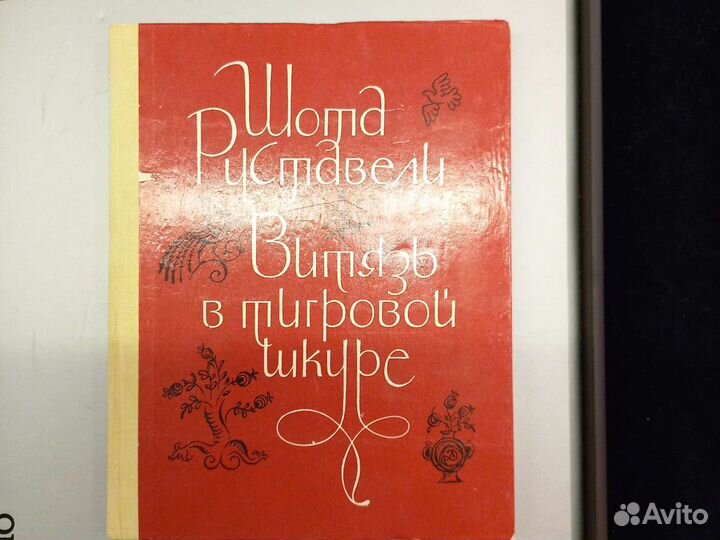 Шота
Руставели
Витязь
в тигровой
шкуре
Avito